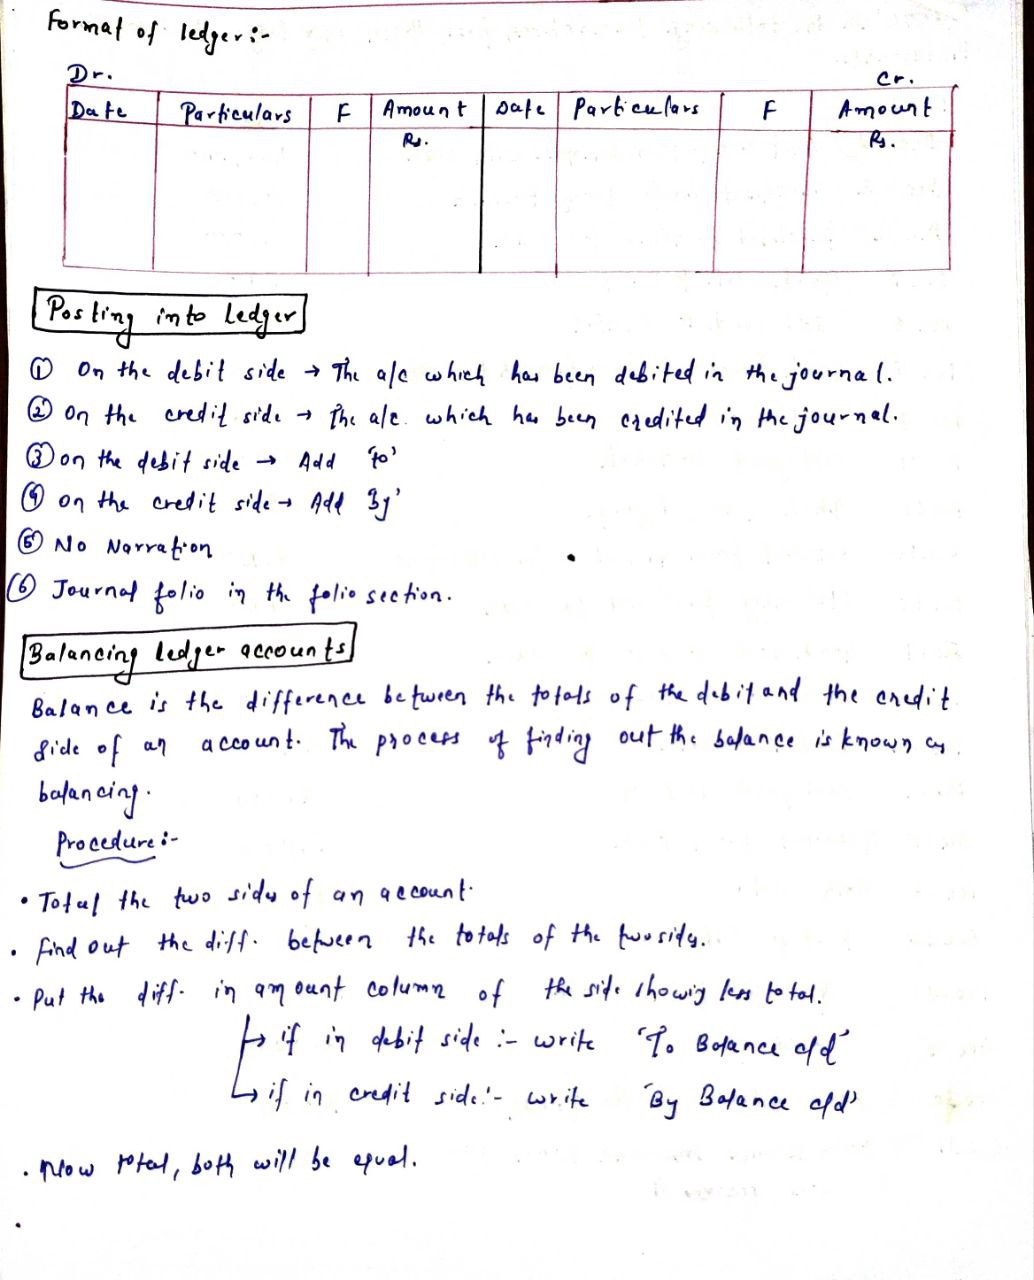 Format of ledger:-
Dr. Cr.
Date Particulars F Amount Date Particulars F Amount
Rs. Rs.
Posting into Ledger
① On the debit side → The a/c which has been debited in the journal.
② On the credit side → The a/c which has been credited in the journal.
③ on the debit side → Add 'to'
④ on the credit side → Add 'By'
⑤ No Narration
⑥ Journal folio in the folio section.
Balancing ledger accounts
Balance is the difference between the totals of the debit and the credit
side of an account. The process of finding out the balance is known as
balancing.
Procedure:-
• Total the two sides of an account.
• find out the diff. between the totals of the two sides.
• Put the diff. in amount column of the side showig less total.
↳ if in debit side :- write 'To Balance c/d'
↳ if in credit side:- write 'By Balance c/d'
• Now total, both will be equal.